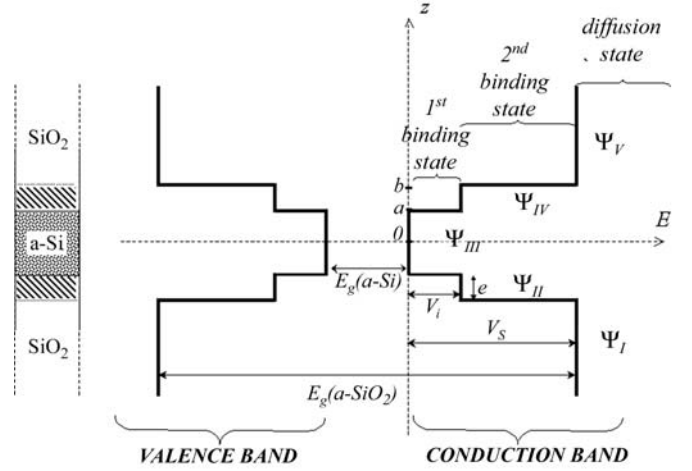 z
diffusion
、 state
2nd
binding
state
1st
binding
state
SiO2
ΨV
b
a
ΨIV
E
a-Si
0
ΨIII
Eg(a-Si)
e
ΨII
Vi
SiO2
VS
ΨI
Eg(a-SiO2)
VALENCE BAND
CONDUCTION BAND